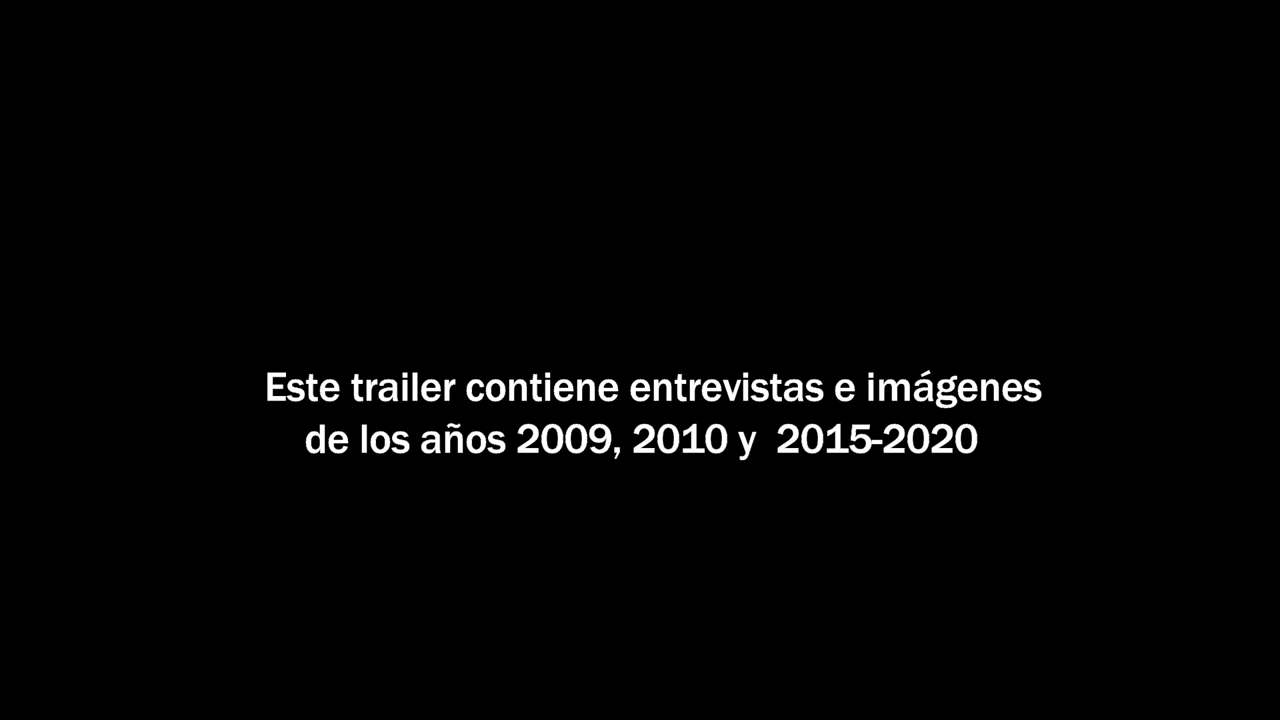 Este trailer contiene entrevistas e imágenes
de los años 2009, 2010 y  2015-2020